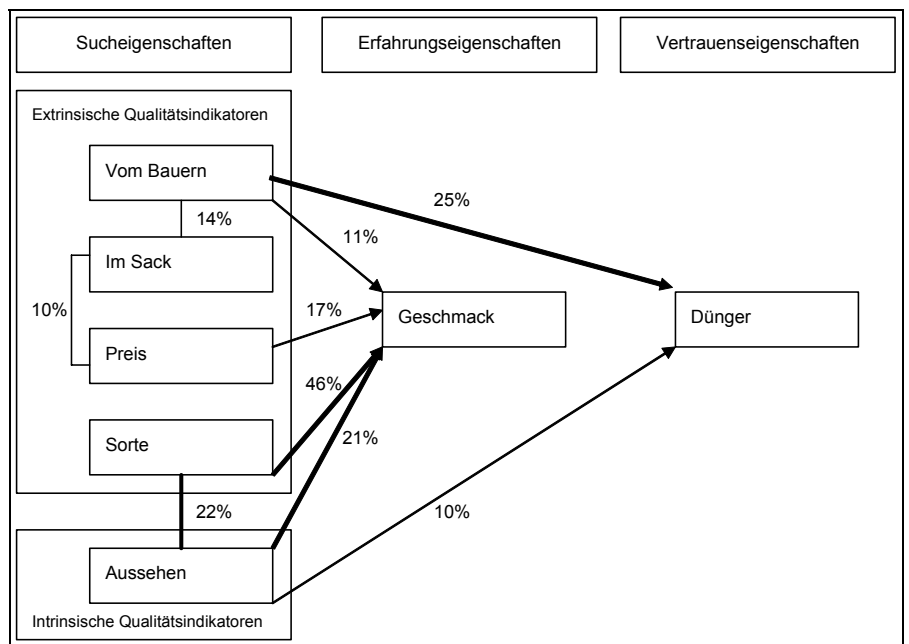 Sucheigenschaften
Erfahrungseigenschaften
Vertrauenseigenschaften
Extrinsische Qualitätsindikatoren
Vom Bauern
25%
14%
11%
Im Sack
10%
17%
Geschmack
Dünger
Preis
46%
Sorte
21%
22%
10%
Aussehen
Intrinsische Qualitätsindikatoren